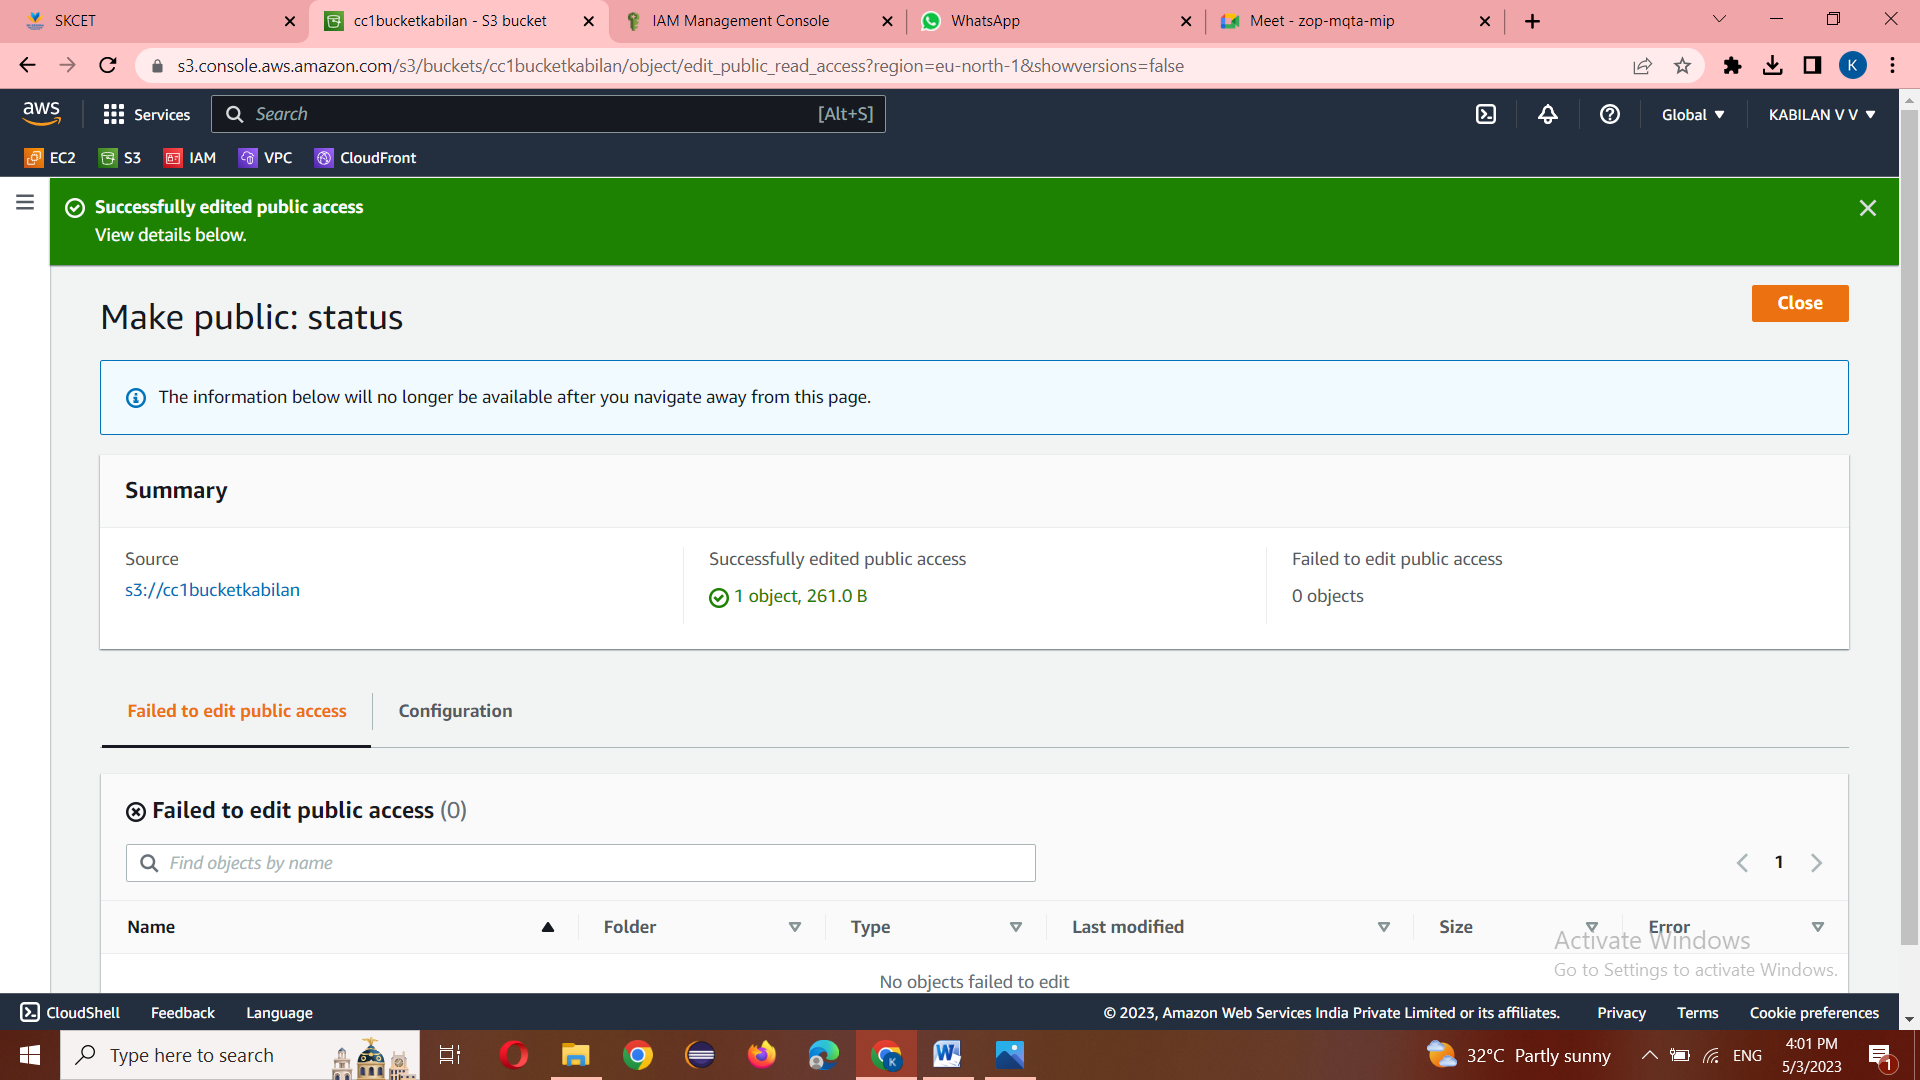 SKCET
cc1bucketkabilan - S3 bucket
IAM Management Console
WhatsApp
Meet - zop-mqta-mip
s3.console.aws.amazon.com/s3/buckets/cc1bucketkabilan/object/edit_public_read_access?region=eu-north-1&showversions=false
K
aws
Services
Search
[Alt+S]
Global
KABILAN V V
EC2
S3
IAM
VPC
CloudFront
Successfully edited public access
View details below.
Make public: status
Close
The information below will no longer be available after you navigate away from this page.
Summary
Source
s3://cc1bucketkabilan
Successfully edited public access
1 object, 261.0 B
Failed to edit public access
0 objects
Failed to edit public access
Configuration
Failed to edit public access (0)
Find objects by name
1
Name
Folder
Type
Last modified
Size
Error
Activate Windows
Go to Settings to activate Windows.
No objects failed to edit
CloudShell
Feedback
Language
© 2023, Amazon Web Services India Private Limited or its affiliates.
Privacy
Terms
Cookie preferences
Type here to search
K
W
32°C Partly sunny
ENG
4:01 PM
5/3/2023
1